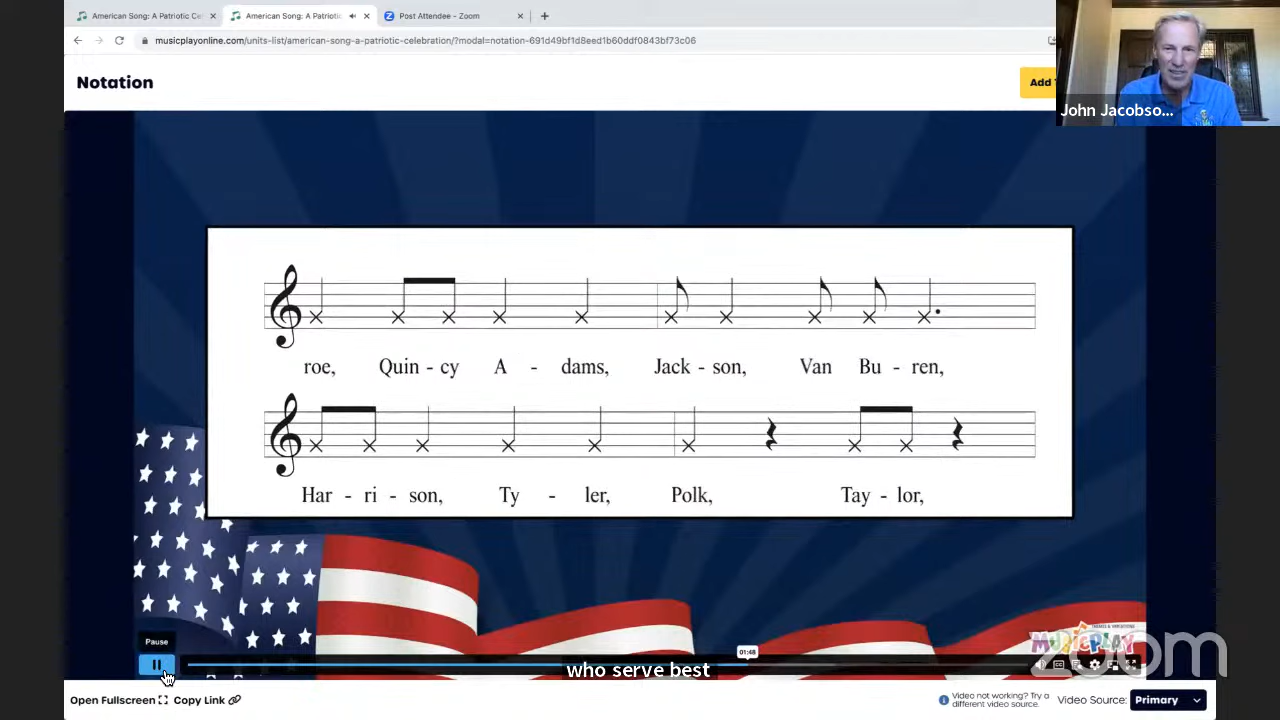 American Song: A Patriotic Ce
American Song: A Patriotic
Post Attendee - Zoom
musicplayonline.com/units-list/american-song-a-patriotic-celebration/?modal=notation-691d49bf1d8eed1b60ddf0843bf73c06
Notation
Add
John Jacobso...
roe, Quin - cy A - dams, Jack - son, Van Bu - ren,
Har - ri - son, Ty - ler, Polk, Tay - lor,
Pause
01:48
MUSICPLAY
zoom
who serve best
Open Fullscreen
Copy Link
Video not working? Try a
different video source.
Video Source:
Primary